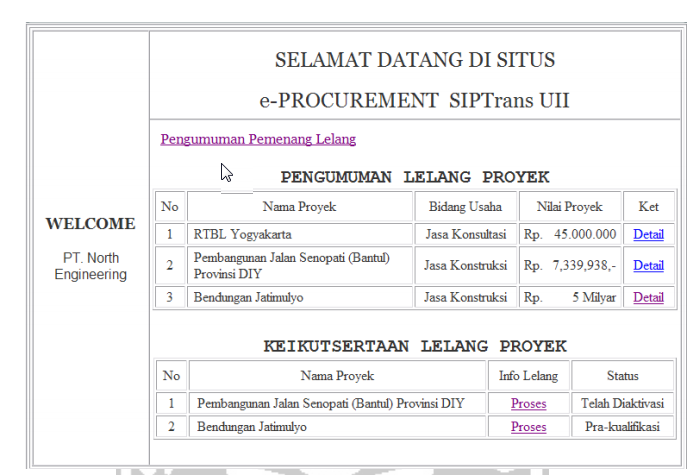 SELAMAT DATANG DI SITUS
e-PROCUREMENT SIPTrans UII
WELCOME
PT. North
Engineering
Pengumuman Pemenang Lelang
PENGUMUMAN LELANG PROYEK
No Nama Proyek Bidang Usaha Nilai Proyek Ket
1 RTBL Yogyakarta Jasa Konsultasi Rp. 45.000.000 Detail
2 Pembangunan Jalan Senopati (Bantul) Provinsi DIY Jasa Konstruksi Rp. 7,339,938,- Detail
3 Bendungan Jatimulyo Jasa Konstruksi Rp. 5 Milyar Detail
KEIKUTSERTAAN LELANG PROYEK
No Nama Proyek Info Lelang Status
1 Pembangunan Jalan Senopati (Bantul) Provinsi DIY Proses Telah Diaktivasi
2 Bendungan Jatimulyo Proses Pra-kualifikasi